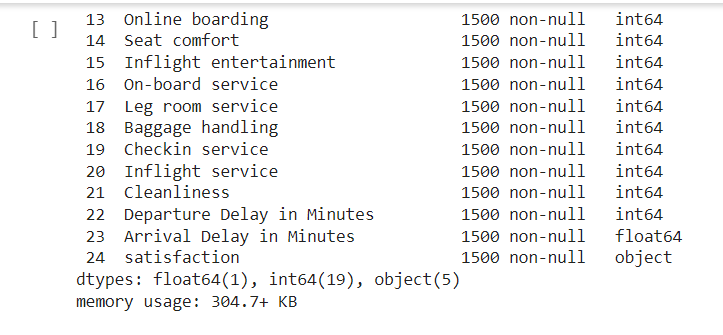 [ ]
13 Online boarding 1500 non-null int64
14 Seat comfort 1500 non-null int64
15 Inflight entertainment 1500 non-null int64
16 On-board service 1500 non-null int64
17 Leg room service 1500 non-null int64
18 Baggage handling 1500 non-null int64
19 Checkin service 1500 non-null int64
20 Inflight service 1500 non-null int64
21 Cleanliness 1500 non-null int64
22 Departure Delay in Minutes 1500 non-null int64
23 Arrival Delay in Minutes 1500 non-null float64
24 satisfaction 1500 non-null object
dtypes: float64(1), int64(19), object(5)
memory usage: 304.7+ KB